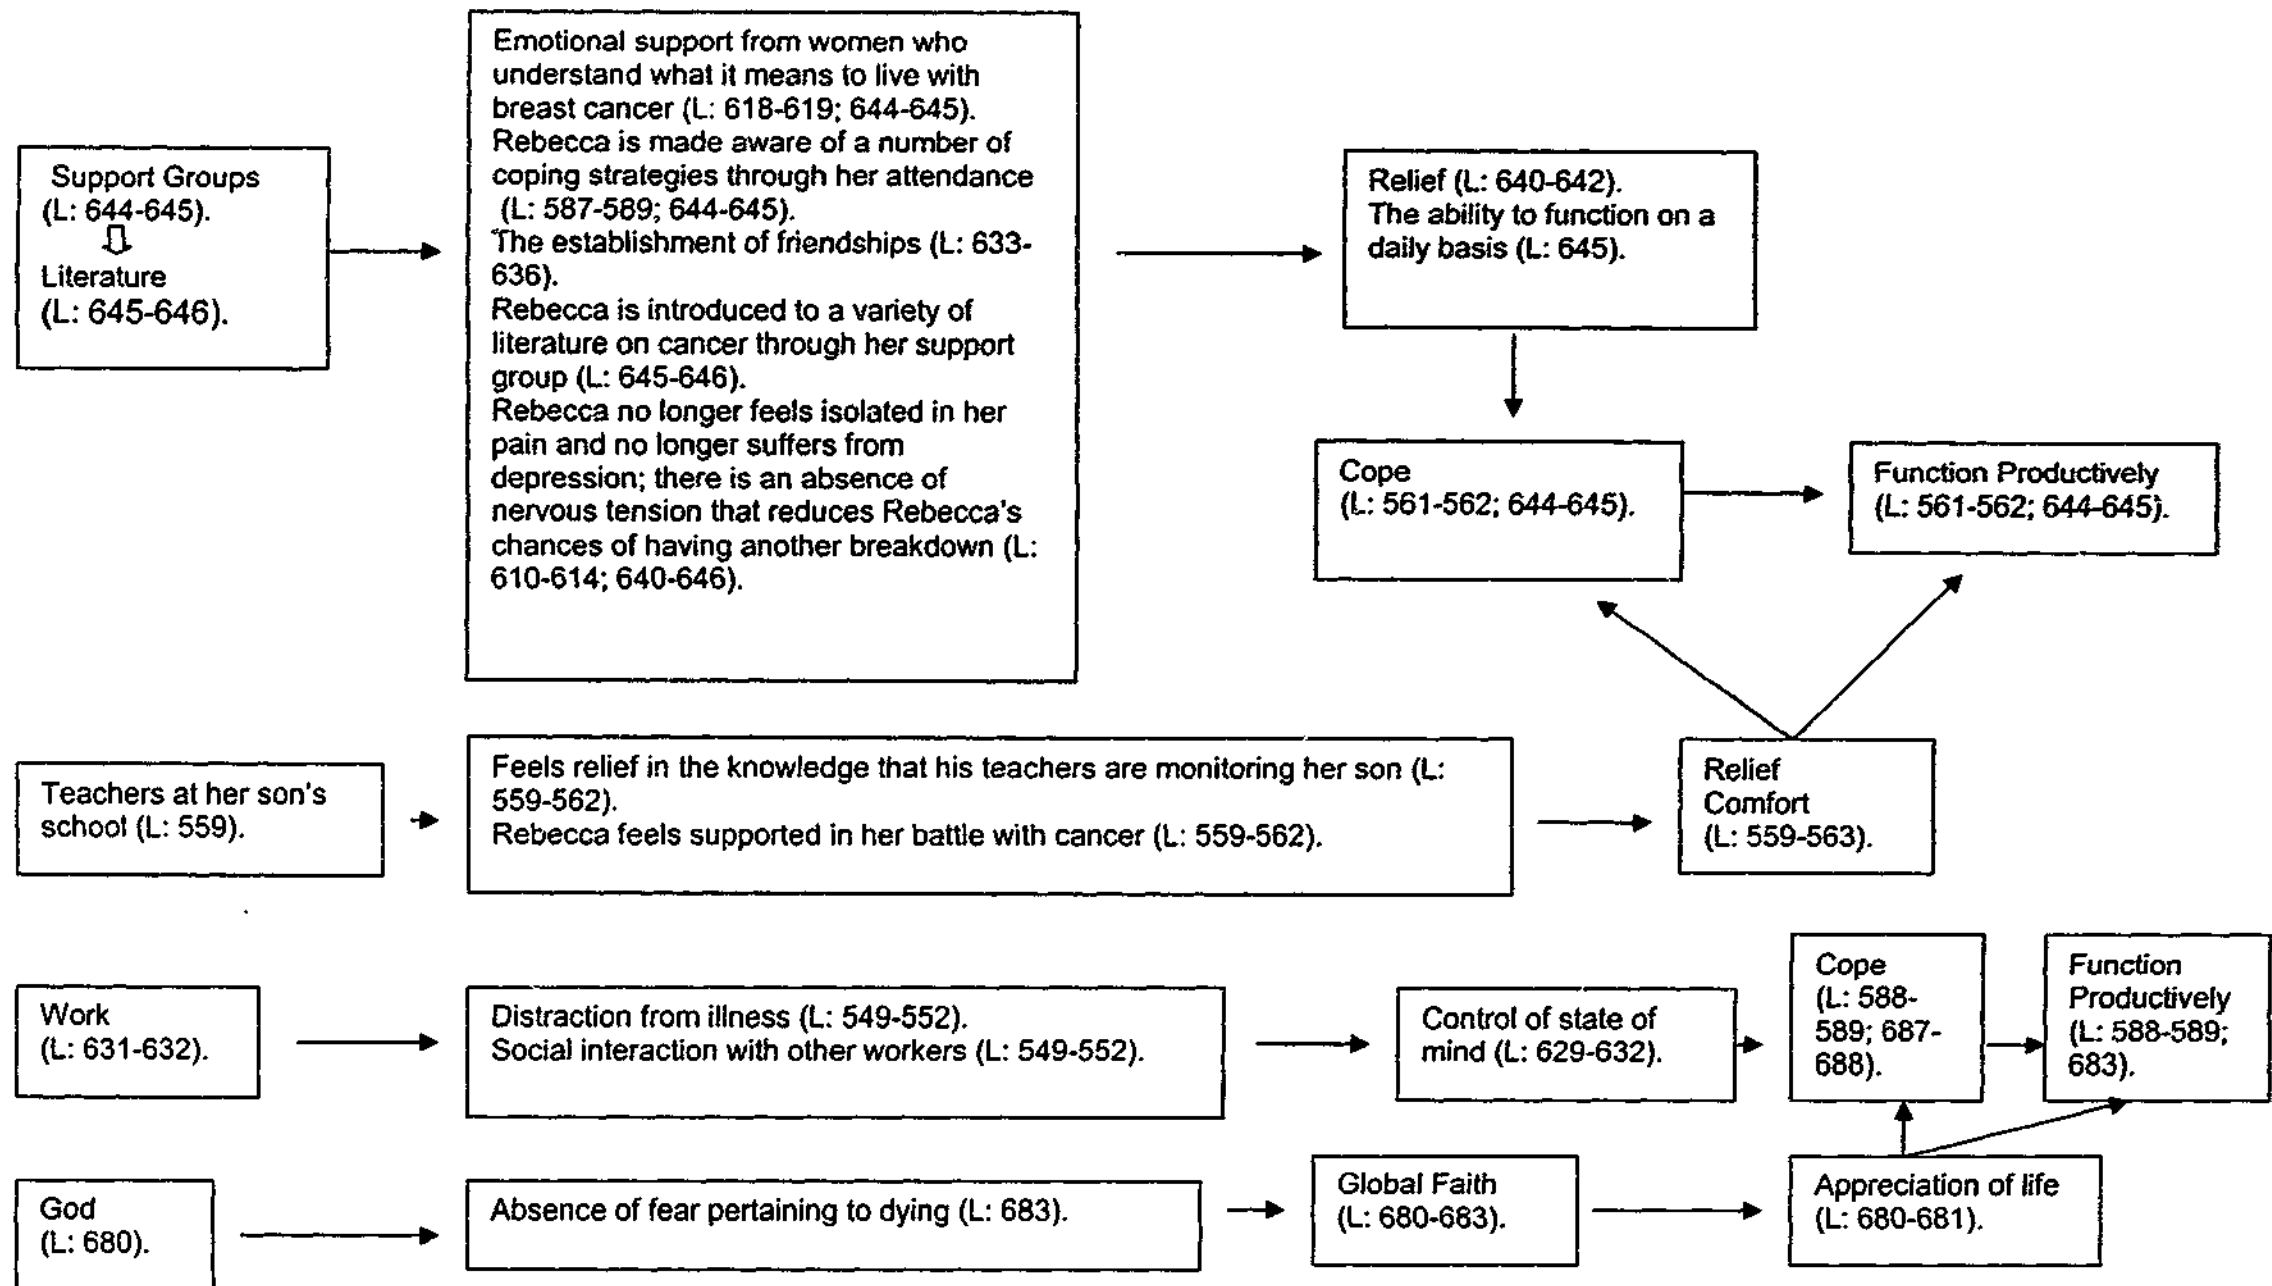 Support Groups
(L: 644-645).
Literature
(L: 645-646).
Emotional support from women who
understand what it means to live with
breast cancer (L: 618-619; 644-645).
Rebecca is made aware of a number of
coping strategies through her attendance
(L: 587-589; 644-645).
The establishment of friendships (L: 633-
636).
Rebecca is introduced to a variety of
literature on cancer through her support
group (L: 645-646).
Rebecca no longer feels isolated in her
pain and no longer suffers from
depression; there is an absence of
nervous tension that reduces Rebecca's
chances of having another breakdown (L:
610-614; 640-646).
Relief (L: 640-642).
The ability to function on a
daily basis (L: 645).
Cope
(L: 561-562; 644-645).
Function Productively
(L: 561-562; 644-645).
Teachers at her son's
school (L: 559).
Feels relief in the knowledge that his teachers are monitoring her son (L:
559-562).
Rebecca feels supported in her battle with cancer (L: 559-562).
Relief
Comfort
(L: 559-563).
Work
(L: 631-632).
Distraction from illness (L: 549-552).
Social interaction with other workers (L: 549-552).
Control of state of
mind (L: 629-632).
Cope
(L: 588-
589; 687-
688).
Function
Productively
(L: 588-589;
683).
God
(L: 680).
Absence of fear pertaining to dying (L: 683).
Global Faith
(L: 680-683).
Appreciation of life
(L: 680-681).